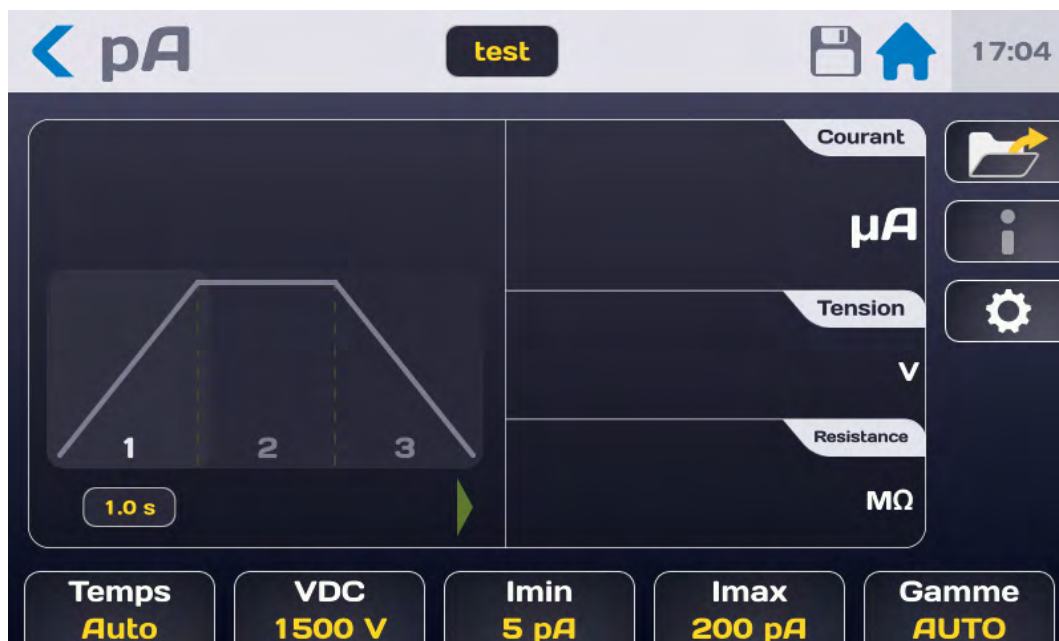 pA
test
17:04
Courant
µA
Tension
V
Resistance
MΩ
1 2 3
1.0 s
Temps VDC Imin Imax Gamme
Auto 1500 V 5 pA 200 pA AUTO